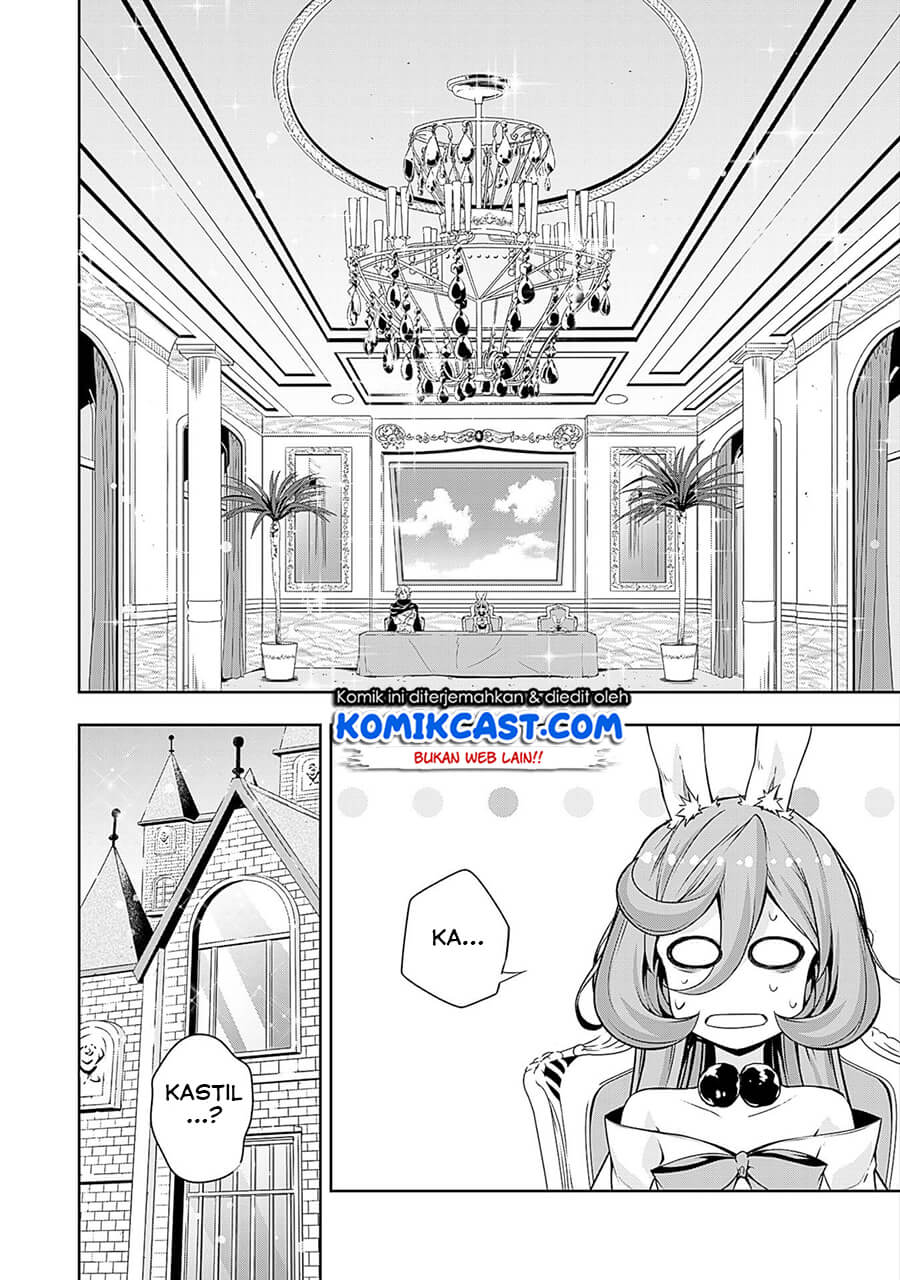 Komik ini diterjemahkan & diedit oleh
KOMIKCAST.COM
BUKAN WEB LAIN!!
KA...
KASTIL
...?